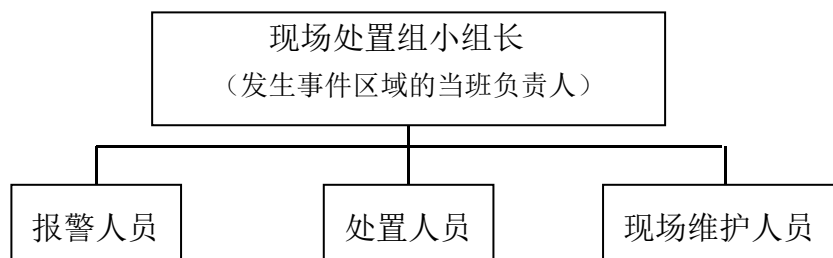 现场处置组小组长
（发生事件区域的当班负责人）
报警人员
处置人员
现场维护人员